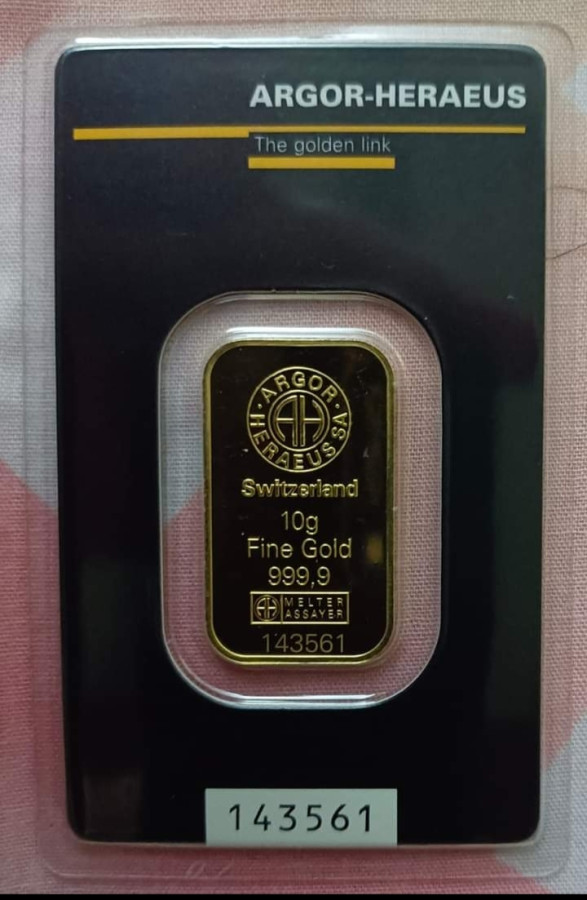 ARGOR-HERAEUS
The golden link
·ARGOR·
HERAEUS SA
AH
Switzerland
10g
Fine Gold
999,9
AH MELTER
ASSAYER
143561
143561